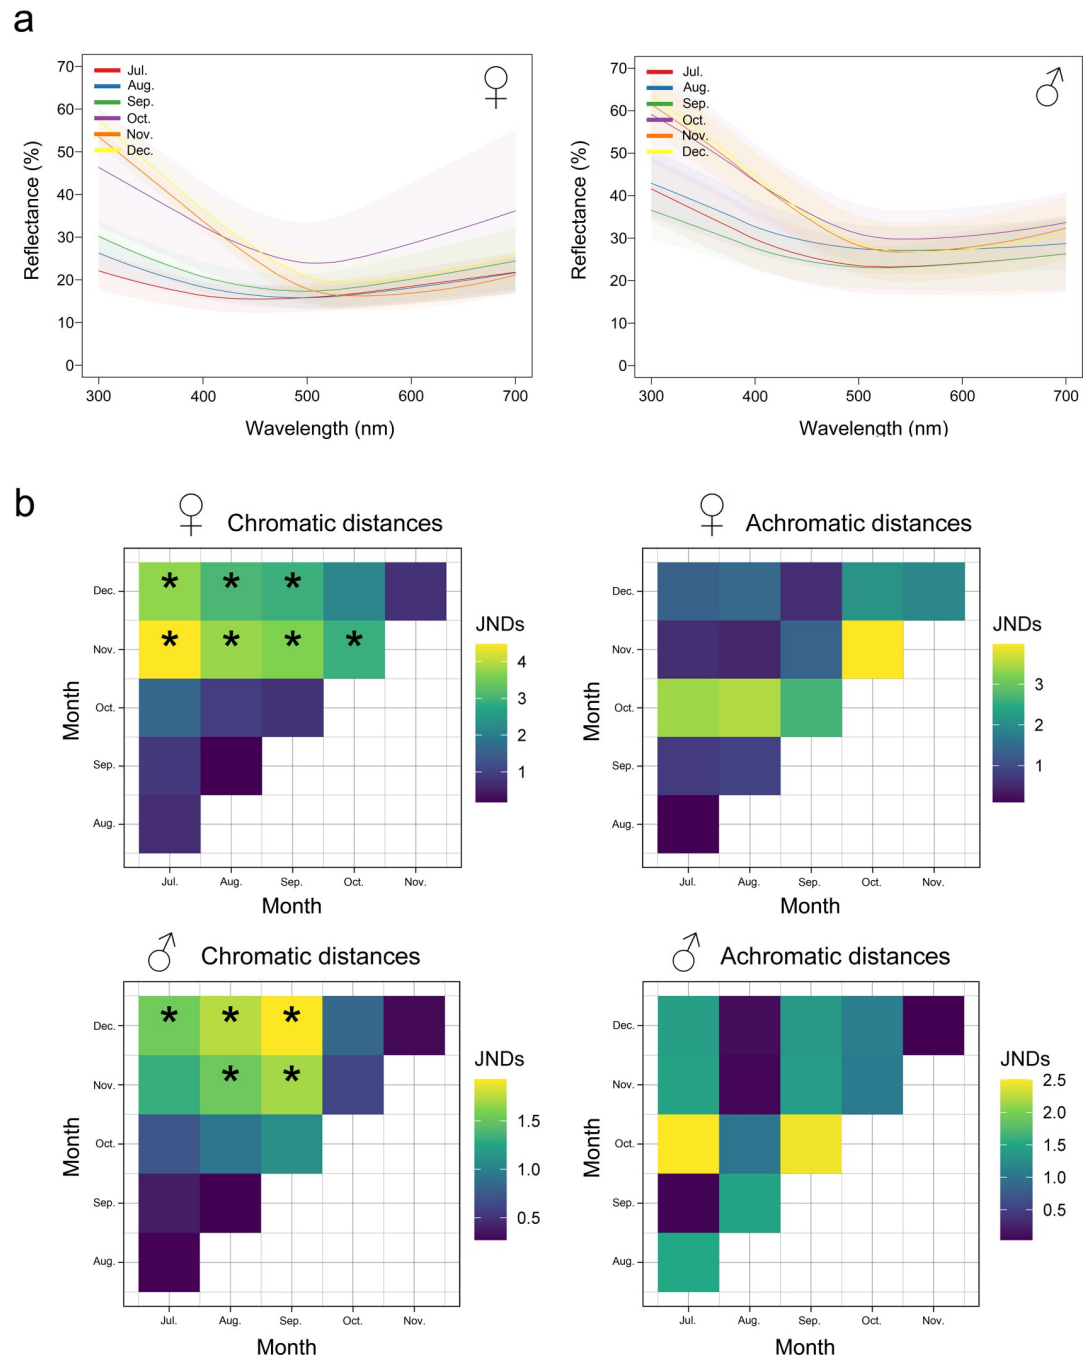 a
70
60
50
40
30
20
10
0
Reflectance (%)
Jul.
Aug.
Sep.
Oct.
Nov.
Dec.
♀
300 400 500 600 700
Wavelength (nm)
70
60
50
40
30
20
10
0
Reflectance (%)
Jul.
Aug.
Sep.
Oct.
Nov.
Dec.
♂
300 400 500 600 700
Wavelength (nm)
b
♀ Chromatic distances
Dec. * * *
Nov. * * * *
Oct.
Sep.
Aug.
Month
Jul. Aug. Sep. Oct. Nov.
Month
JNDs
4
3
2
1
♀ Achromatic distances
Dec.
Nov.
Oct.
Sep.
Aug.
Month
Jul. Aug. Sep. Oct. Nov.
Month
JNDs
3
2
1
♂ Chromatic distances
Dec. * * *
Nov. * *
Oct.
Sep.
Aug.
Month
Jul. Aug. Sep. Oct. Nov.
Month
JNDs
1.5
1.0
0.5
♂ Achromatic distances
Dec.
Nov.
Oct.
Sep.
Aug.
Month
Jul. Aug. Sep. Oct. Nov.
Month
JNDs
2.5
2.0
1.5
1.0
0.5